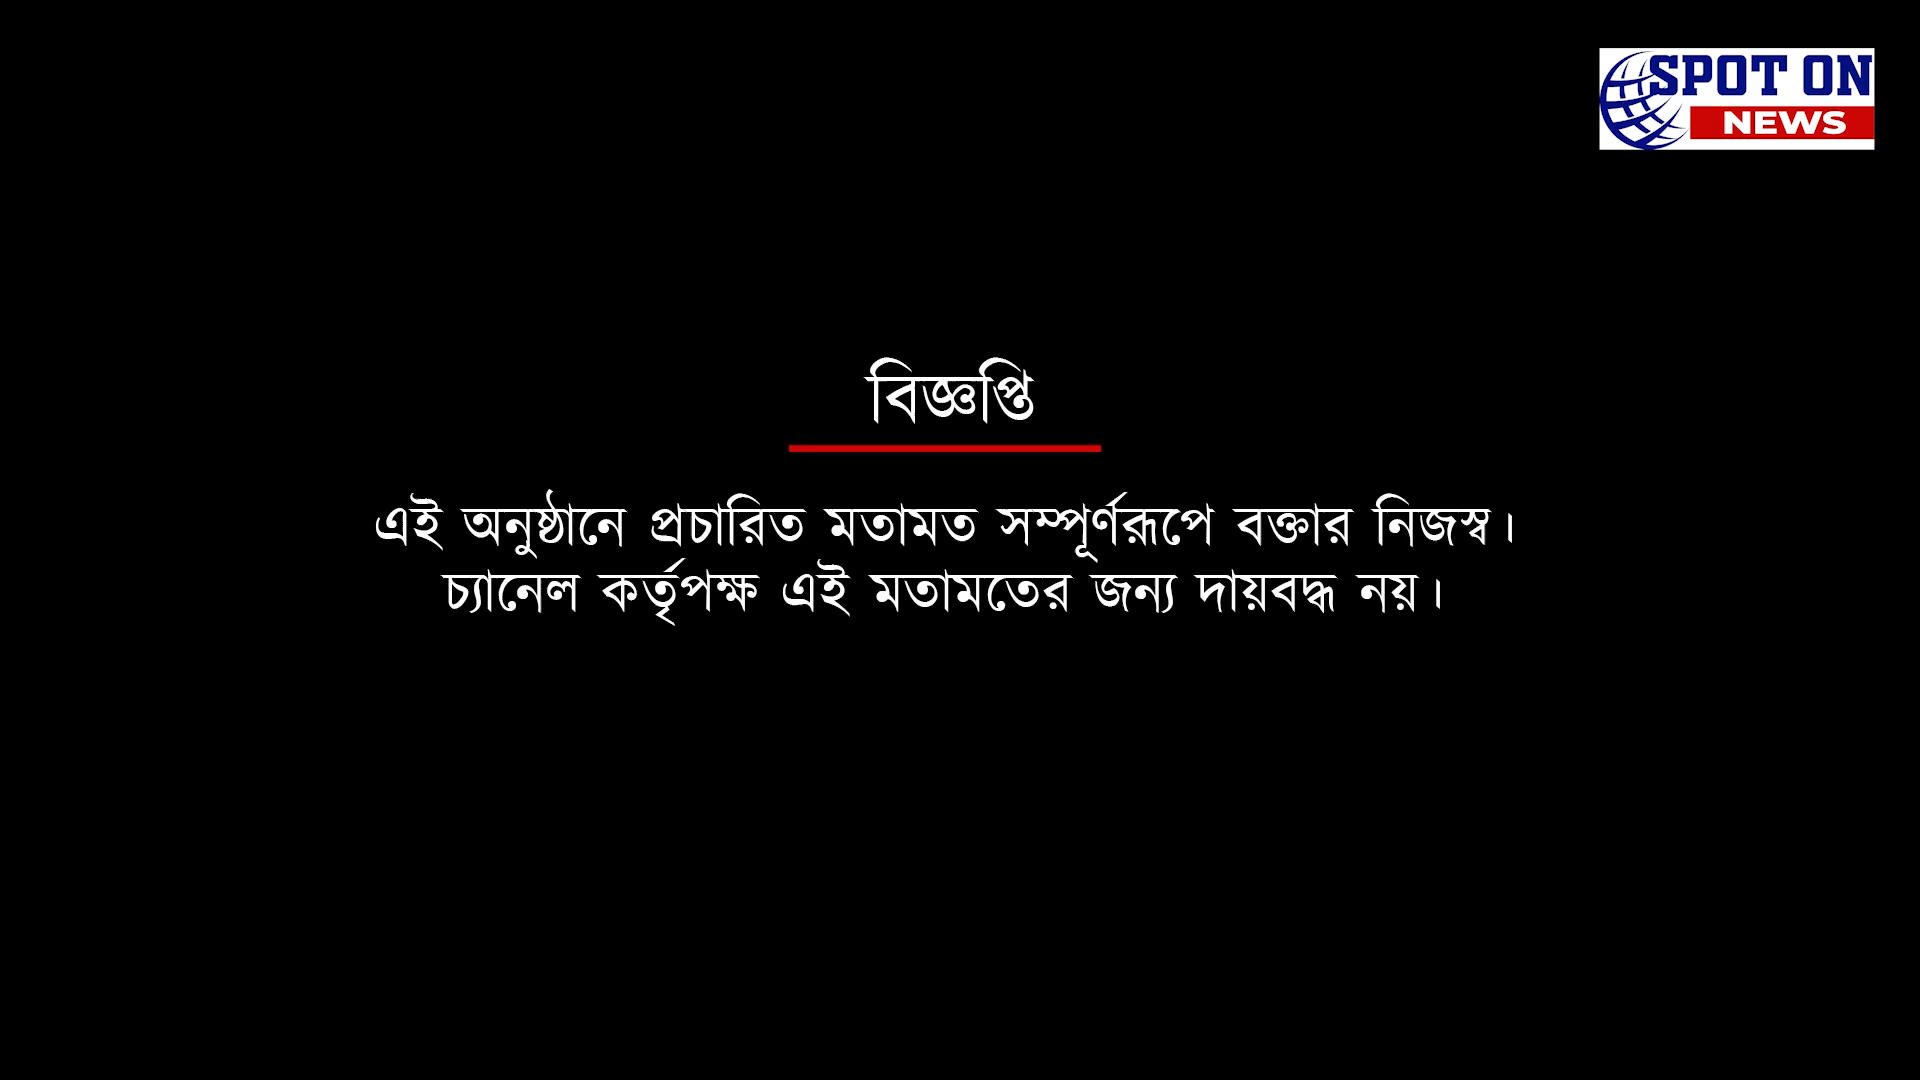 SPOT ON
NEWS
বিজ্ঞপ্তি
এই অনুষ্ঠানে প্রচারিত মতামত সম্পূর্ণরূপে বক্তার নিজস্ব।
চ্যানেল কর্তৃপক্ষ এই মতামতের জন্য দায়বদ্ধ নয়।